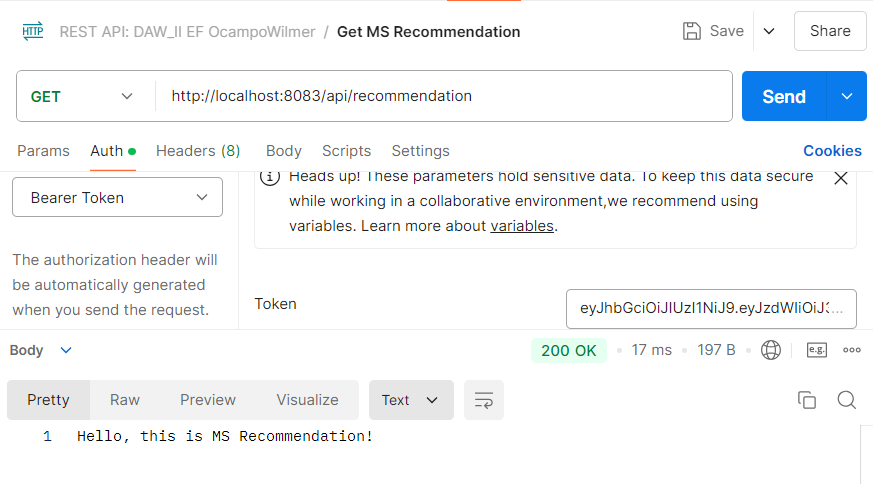 HTTP REST API: DAW_II EF OcampoWilmer / Get MS Recommendation Save Share
GET http://localhost:8083/api/recommendation Send
Params Auth Headers (8) Body Scripts Settings Cookies
Bearer Token
Heads up! These parameters hold sensitive data. To keep this data secure
while working in a collaborative environment,we recommend using
variables. Learn more about variables.
The authorization header will
be automatically generated
when you send the request.
Token eyJhbGciOiJIUzI1NiJ9.eyJzdWIiOiJ3...
Body 200 OK 17 ms 197 B e.g.
Pretty Raw Preview Visualize Text
1 Hello, this is MS Recommendation!